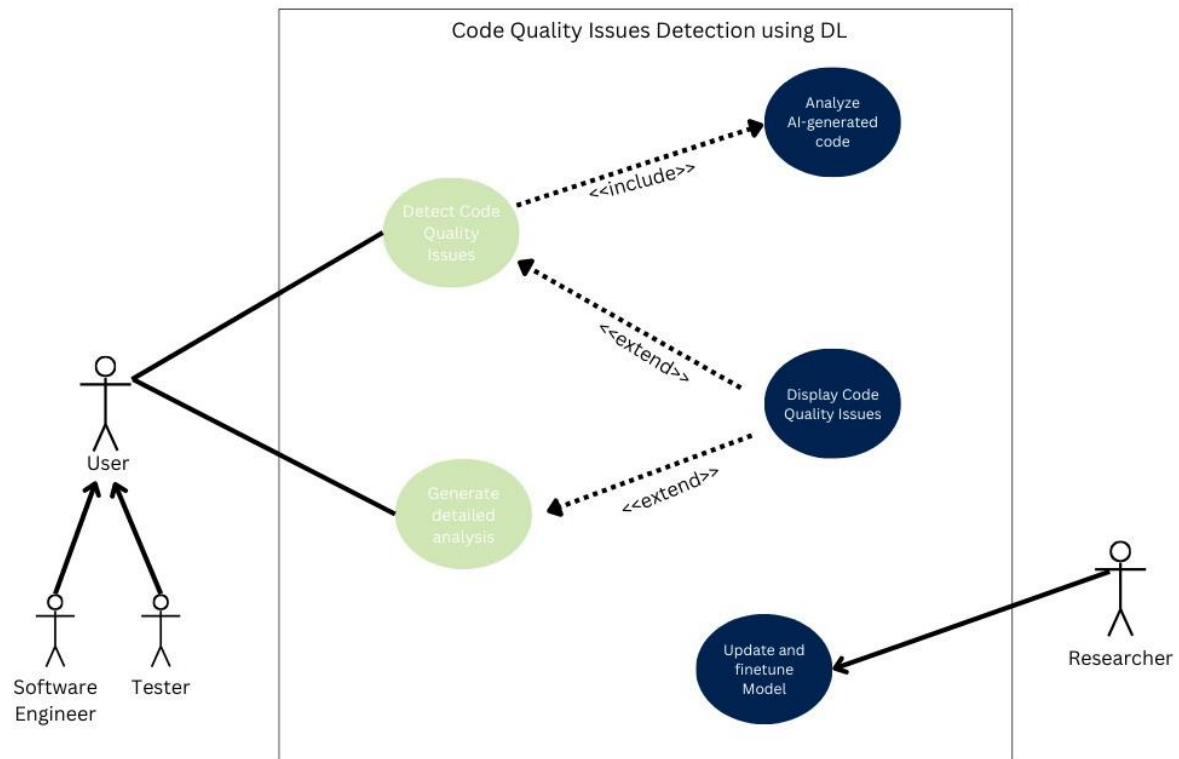 Code Quality Issues Detection using DL
Analyze
AI-generated
code
<<include>>
Detect Code
Quality
Issues
<<extend>>
Display Code
Quality Issues
User
<<extend>>
Generate
detailed
analysis
Update and
finetune
Model
Researcher
Software
Engineer
Tester